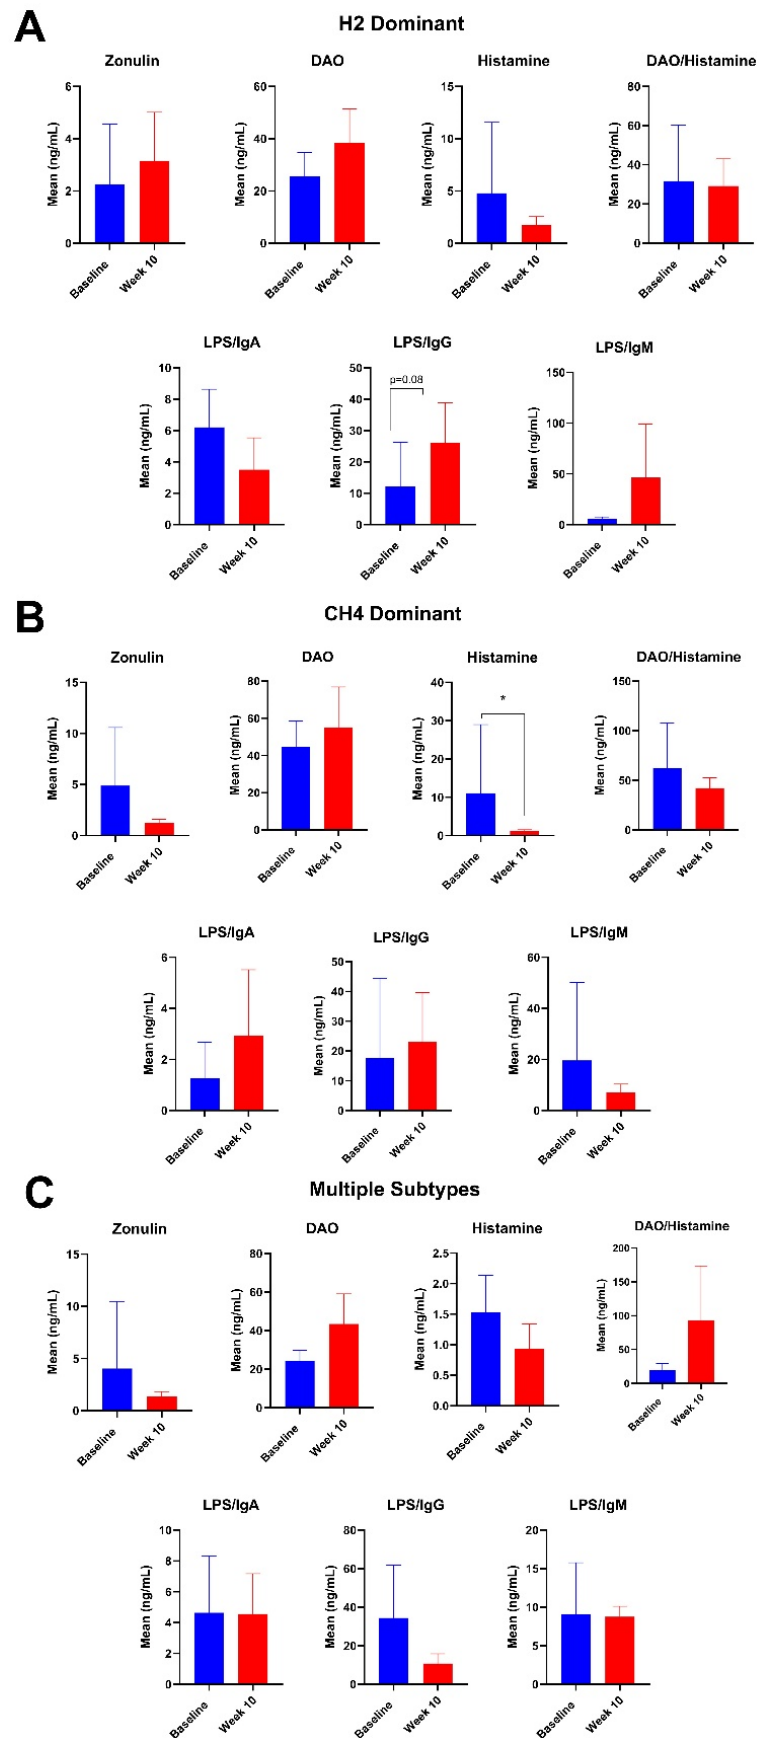 A
H2 Dominant
Zonulin
Mean (ng/mL)
6
4
2
0
Baseline
Week 10
DAO
Mean (ng/mL)
60
40
20
0
Baseline
Week 10
Histamine
Mean (ng/mL)
15
10
5
0
Baseline
Week 10
DAO/Histamine
Mean (ng/mL)
80
60
40
20
0
Baseline
Week 10
LPS/IgA
Mean (ng/mL)
10
8
6
4
2
0
Baseline
Week 10
LPS/IgG
Mean (ng/mL)
50
40
30
20
10
0
p=0.08
Baseline
Week 10
LPS/IgM
Mean (ng/mL)
150
100
50
0
Baseline
Week 10
B
CH4 Dominant
Zonulin
Mean (ng/mL)
15
10
5
0
Baseline
Week 10
DAO
Mean (ng/mL)
80
60
40
20
0
Baseline
Week 10
Histamine
Mean (ng/mL)
40
30
20
10
0
*
Baseline
Week 10
DAO/Histamine
Mean (ng/mL)
150
100
50
0
Baseline
Week 10
LPS/IgA
Mean (ng/mL)
6
4
2
0
Baseline
Week 10
LPS/IgG
Mean (ng/mL)
50
40
30
20
10
0
Baseline
Week 10
LPS/IgM
Mean (ng/mL)
60
40
20
0
Baseline
Week 10
C
Multiple Subtypes
Zonulin
Mean (ng/mL)
15
10
5
0
Baseline
Week 10
DAO
Mean (ng/mL)
80
60
40
20
0
Baseline
Week 10
Histamine
Mean (ng/mL)
2.5
2.0
1.5
1.0
0.5
0.0
Baseline
Week 10
DAO/Histamine
Mean (ng/mL)
200
150
100
50
0
Baseline
Week 10
LPS/IgA
Mean (ng/mL)
10
8
6
4
2
0
Baseline
Week 10
LPS/IgG
Mean (ng/mL)
80
60
40
20
0
Baseline
Week 10
LPS/IgM
Mean (ng/mL)
20
15
10
5
0
Baseline
Week 10